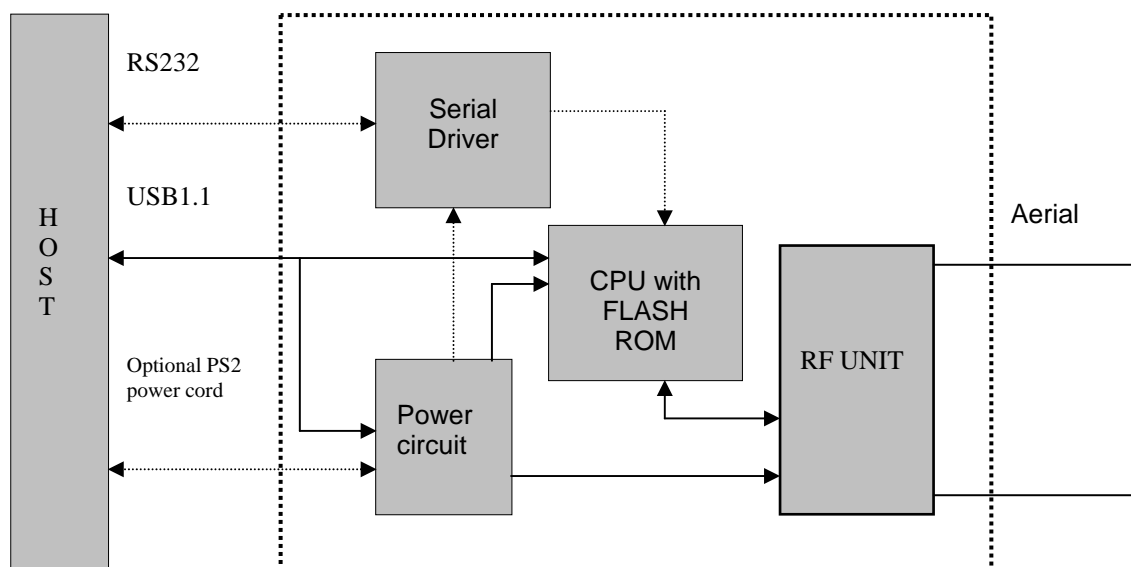 RS232
Serial
Driver
USB1.1
H
O
S
T
Aerial
CPU with
FLASH
ROM
RF UNIT
Optional PS2
power cord
Power
circuit